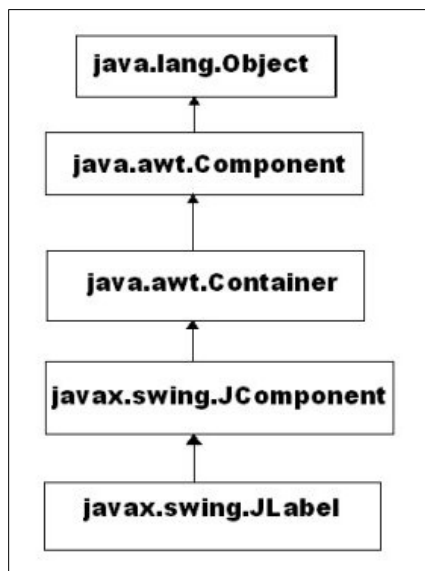 java.lang.Object
java.awt.Component
java.awt.Container
javax.swing.JComponent
javax.swing.JLabel